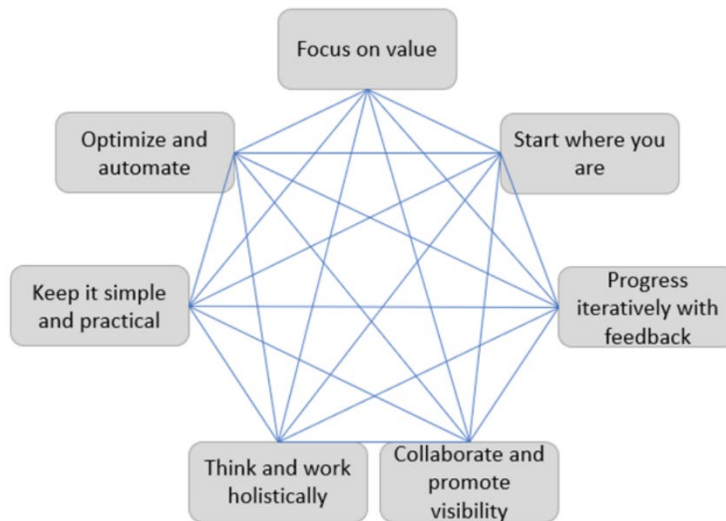 Focus on value
Optimize and
automate
Start where you
are
Keep it simple
and practical
Progress
iteratively with
feedback
Think and work
holistically
Collaborate and
promote
visibility